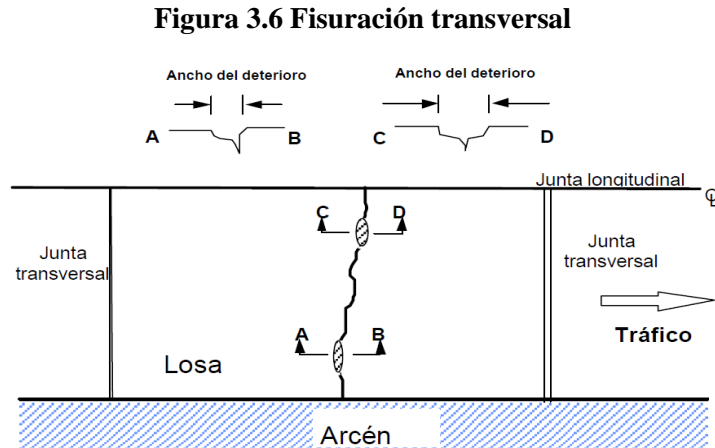 Figura 3.6 Fisuración transversal
Ancho del deterioro
Ancho del deterioro
A
B
C
D
Junta longitudinal
℄
C
D
Junta
transversal
Junta
transversal
Tráfico
A
B
Losa
Arcén